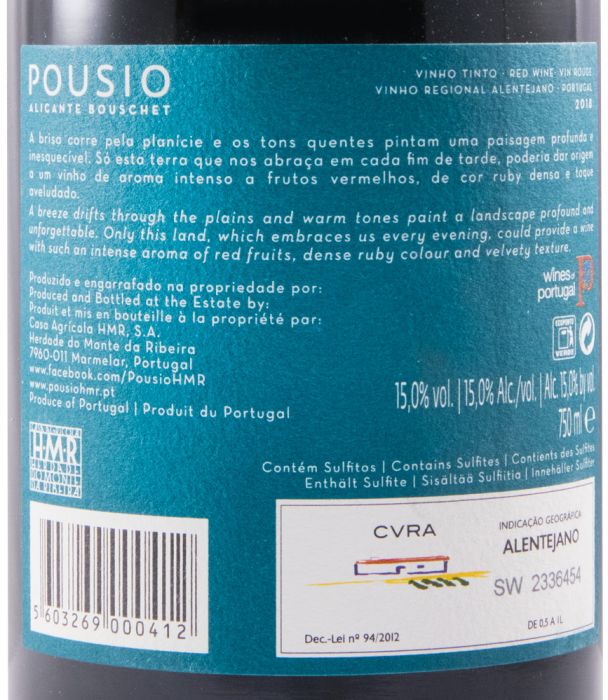 POUSIO
ALICANTE BOUSCHET
VINHO TINTO · RED WINE · VIN ROUGE
VINHO REGIONAL ALENTEJANO · PORTUGAL
2018
A brisa corre pela planície e os tons quentes pintam uma paisagem profunda e
inesquecível. Só esta terra que nos abraça em cada fim de tarde, poderia dar origem
a um vinho de aroma intenso a frutos vermelhos, de cor ruby densa e toque
aveludado.
A breeze drifts through the plains and warm tones paint a landscape profound and
unforgettable. Only this land, which embraces us every evening, could provide a wine
with such an intense aroma of red fruits, dense ruby colour and velvety texture.
Produzido e engarrafado na propriedade por:
Produced and Bottled at the Estate by:
Produit et mis en bouteille à la propriété par:
Casa Agrícola HMR, S.A.
Herdade do Monte da Ribeira
7960-011 Marmelar, Portugal
www.facebook.com/PousioHMR
www.pousiohmr.pt
Produce of Portugal | Produit du Portugal
wines of
portugal
ECOPONTO
VERDE
15,0% vol. | 15,0% Alc./vol. | Alc. 15,0% by vol.
750 ml e
Contém Sulfitos | Contains Sulfites | Contients des Sulfites
Enthält Sulfite | Sisältää Sulfiitia | Innehåller Sulfiter
CASA AGRÍCOLA
HMR
HERDADE
DO MONTE
DA RIBEIRA
5 603269 000412
CVRA
Dec.-Lei nº 94/2012
INDICAÇÃO GEOGRÁFICA
ALENTEJANO
SW 2336454
DE 0,5 A 1L